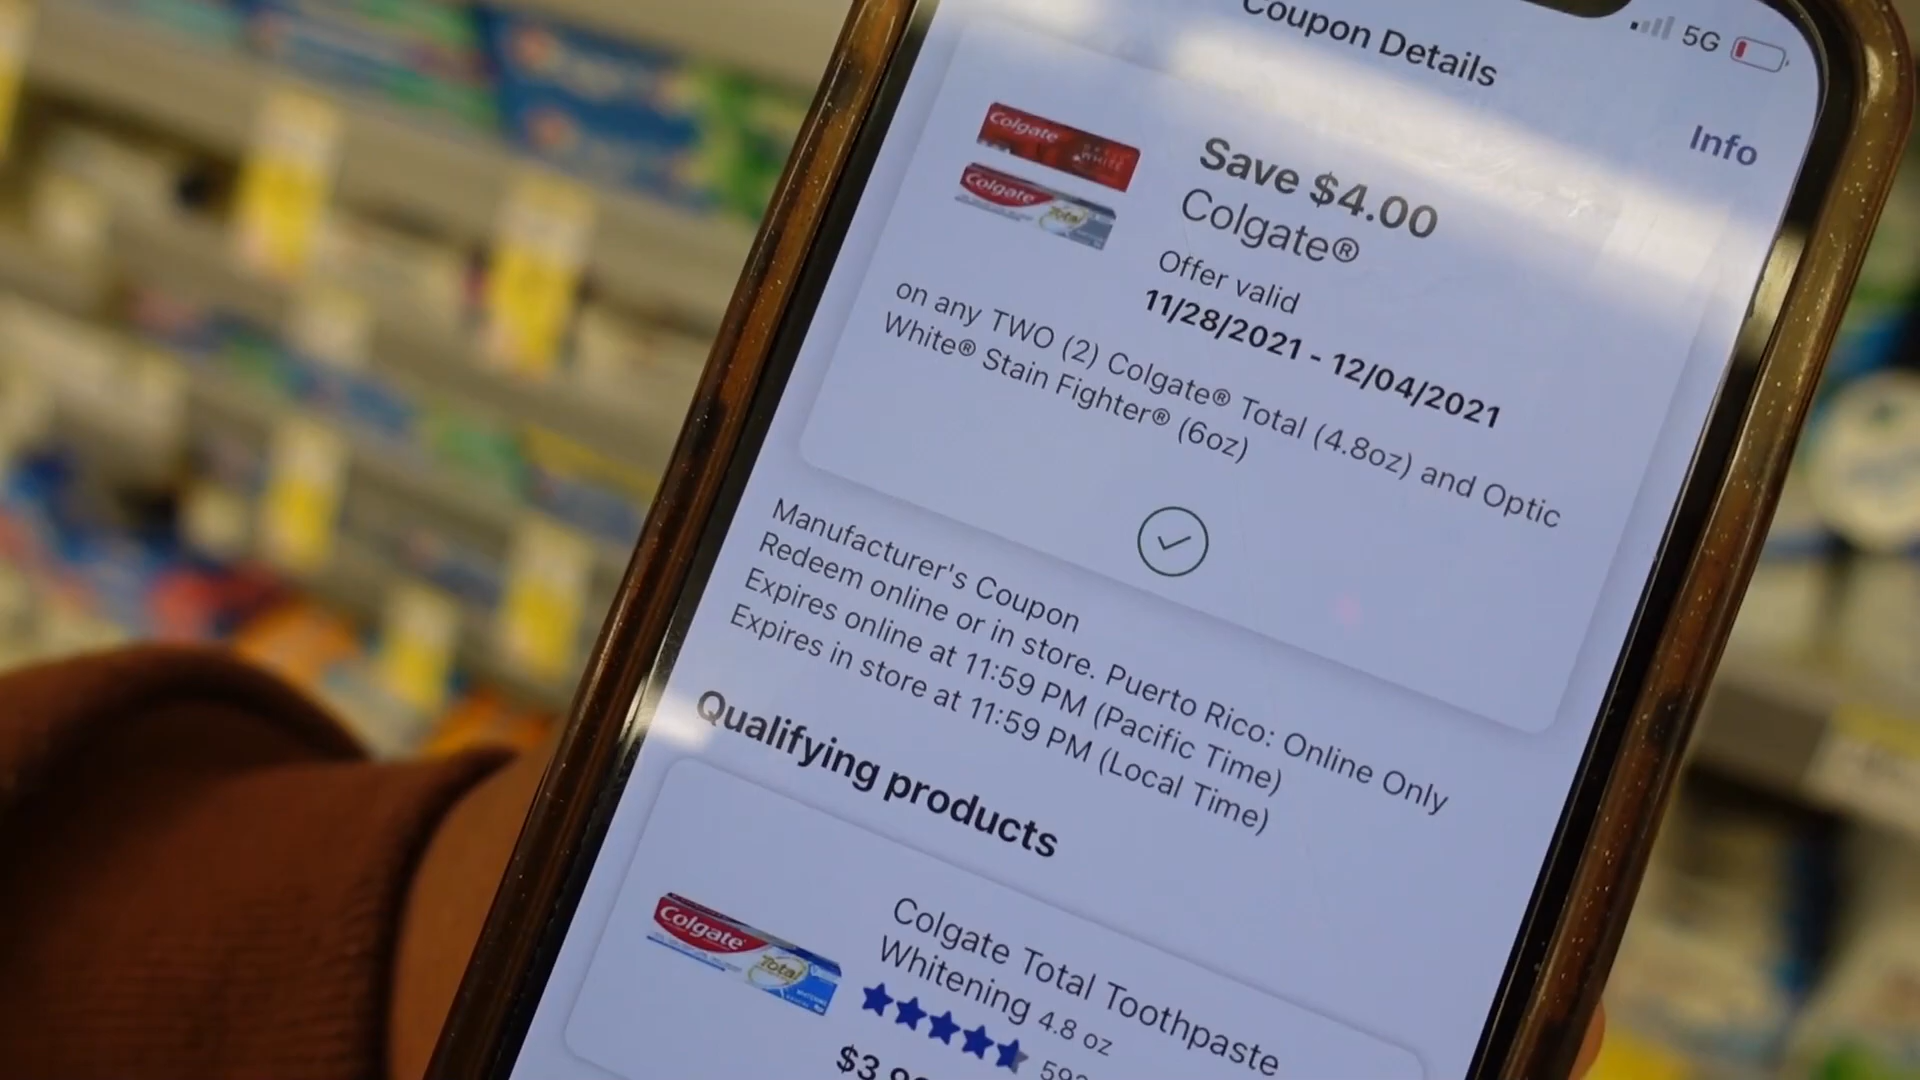 Coupon Details
5G
Info
Colgate
WHITE
Colgate
Total
Save $4.00
Colgate®
Offer valid
11/28/2021 - 12/04/2021
on any TWO (2) Colgate® Total (4.8oz) and Optic
White® Stain Fighter® (6oz)
Manufacturer's Coupon
Redeem online or in store. Puerto Rico: Online Only
Expires online at 11:59 PM (Pacific Time)
Expires in store at 11:59 PM (Local Time)
Qualifying products
Colgate
Total
Colgate Total Toothpaste
Whitening 4.8 oz